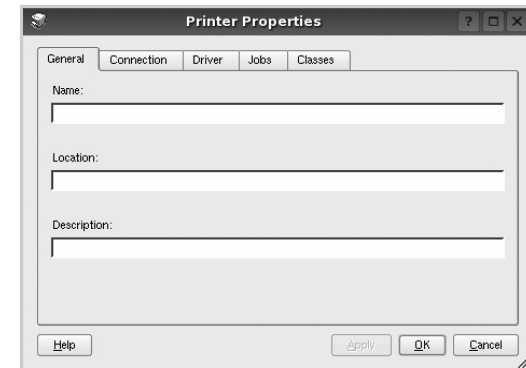 Printer Properties
General Connection Driver Jobs Classes
Name:
Location:
Description:
Help Apply OK Cancel